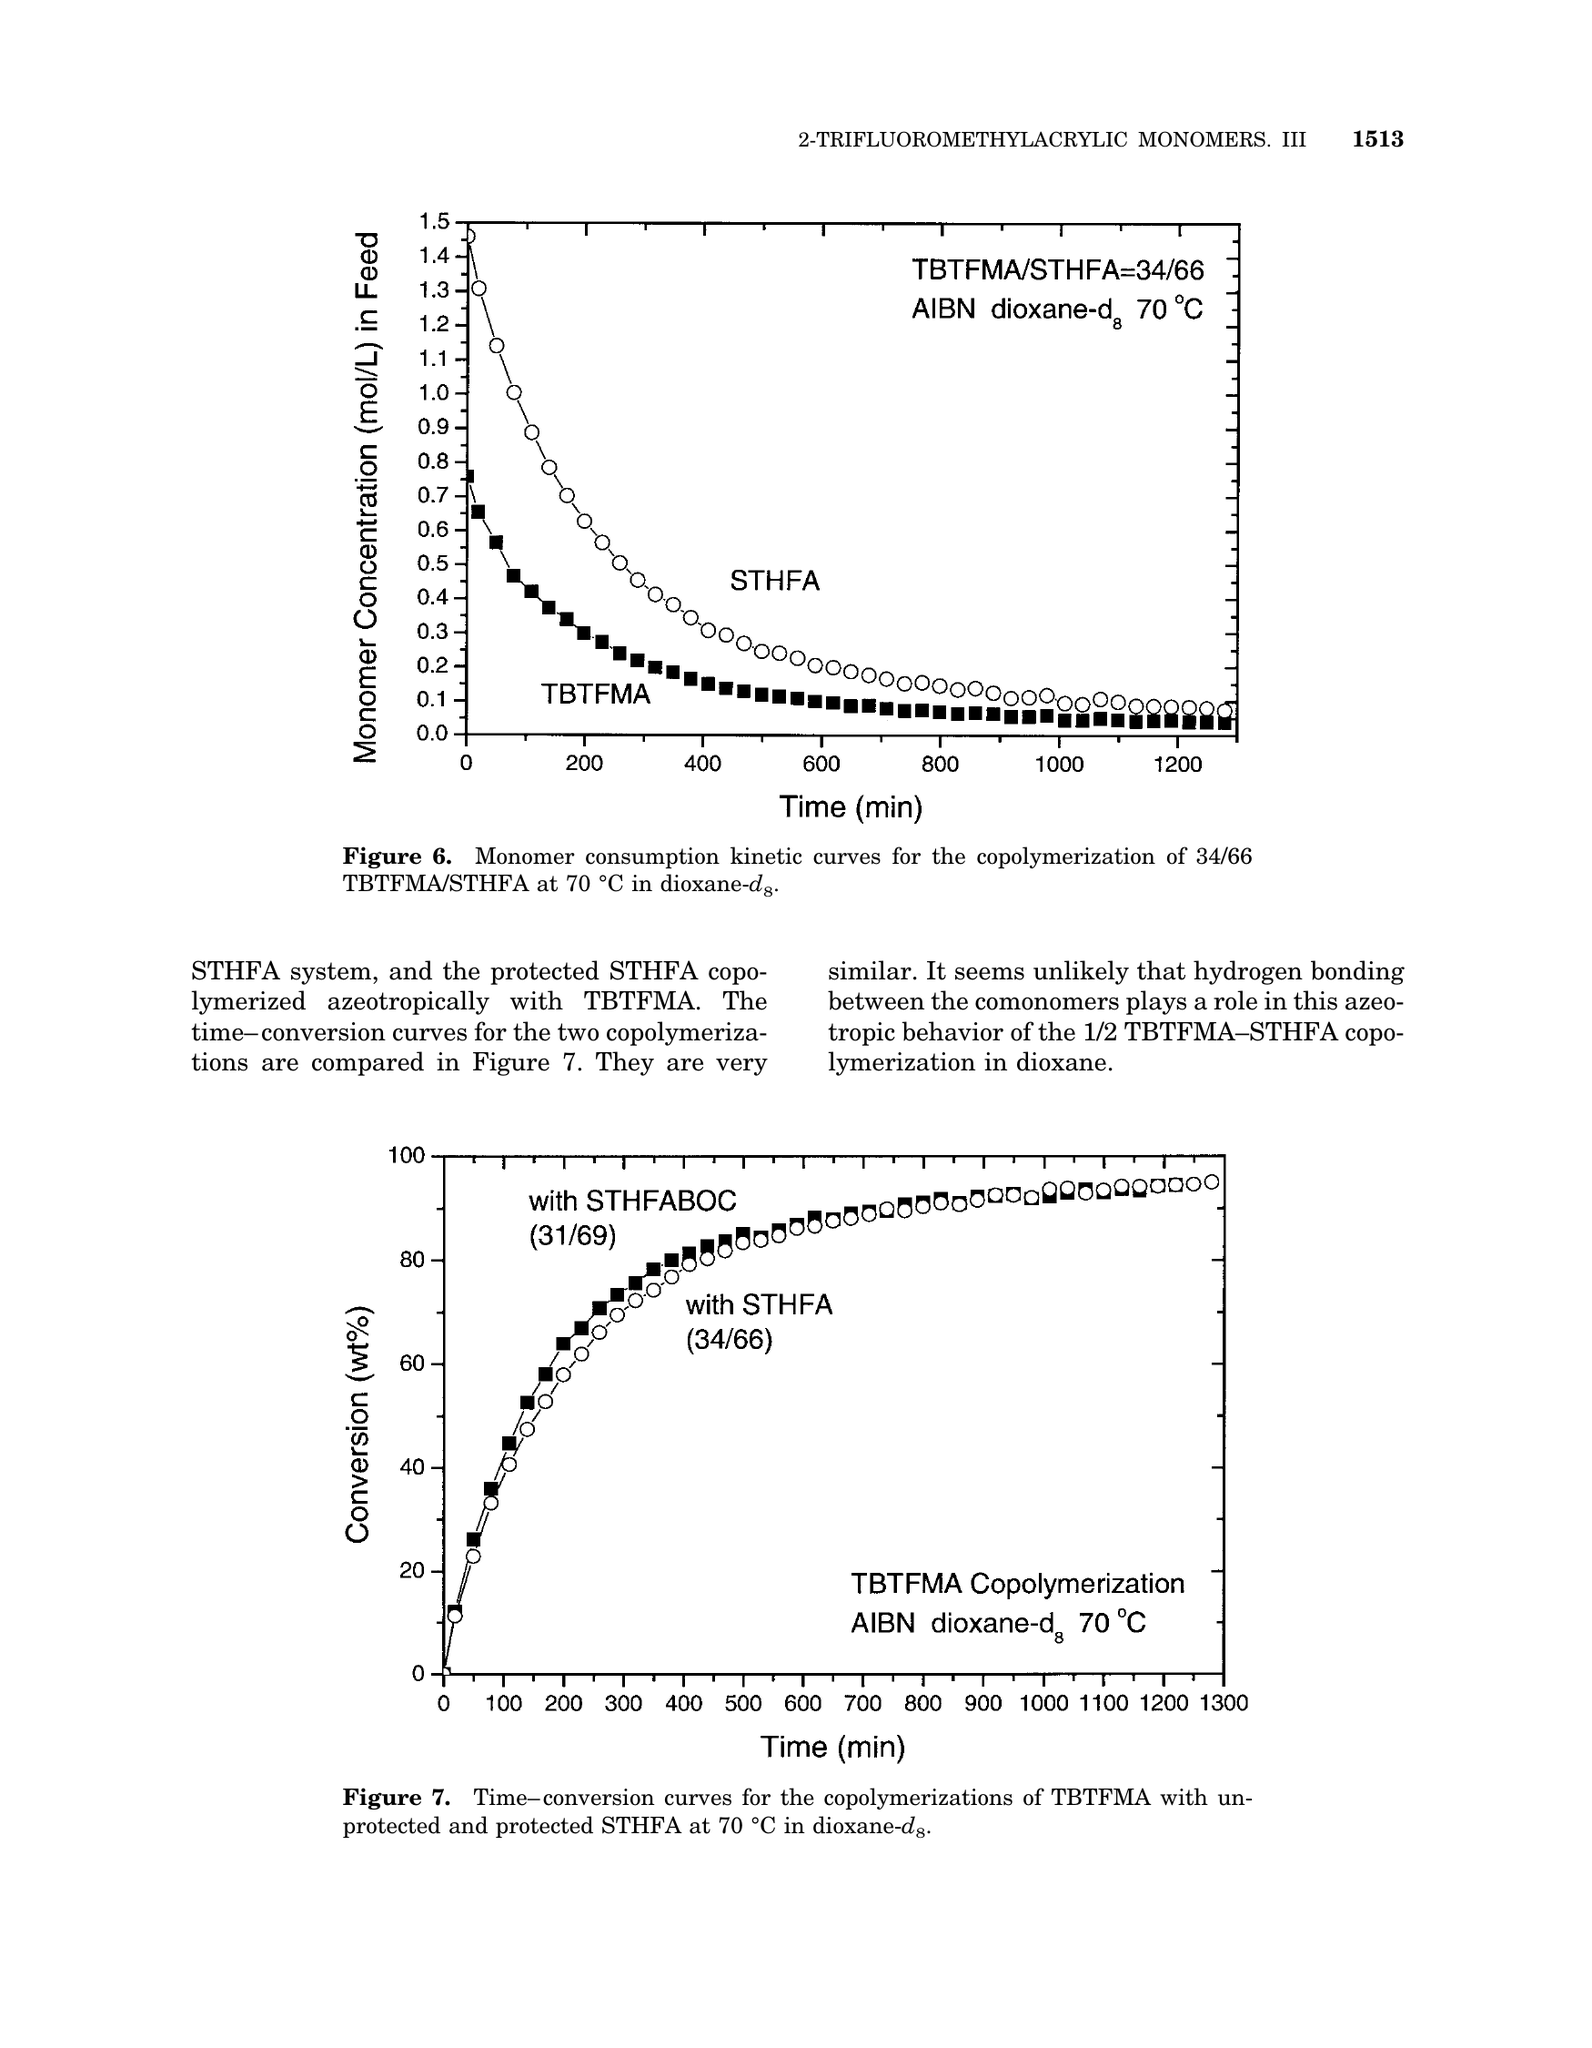 2-TRIFLUOROMETHYLACRYLIC MONOMERS. III 1513
1.5
1.4
1.3
1.2
1.1
1.0
0.9
0.8
0.7
0.6
0.5
0.4
0.3
0.2
0.1
0.0
Monomer Concentration (mol/L) in Feed
TBTFMA/STHFA=34/66
AIBN dioxane-d8 70 °C
STHFA
TBTFMA
0 200 400 600 800 1000 1200
Time (min)
Figure 6. Monomer consumption kinetic curves for the copolymerization of 34/66
TBTFMA/STHFA at 70 °C in dioxane-d8.
STHFA system, and the protected STHFA copo-
lymerized azeotropically with TBTFMA. The
time–conversion curves for the two copolymeriza-
tions are compared in Figure 7. They are very
similar. It seems unlikely that hydrogen bonding
between the comonomers plays a role in this azeo-
tropic behavior of the 1/2 TBTFMA–STHFA copo-
lymerization in dioxane.
100
80
60
40
20
0
Conversion (wt%)
with STHFABOC
(31/69)
with STHFA
(34/66)
TBTFMA Copolymerization
AIBN dioxane-d8 70 °C
0 100 200 300 400 500 600 700 800 900 1000 1100 1200 1300
Time (min)
Figure 7. Time–conversion curves for the copolymerizations of TBTFMA with un-
protected and protected STHFA at 70 °C in dioxane-d8.